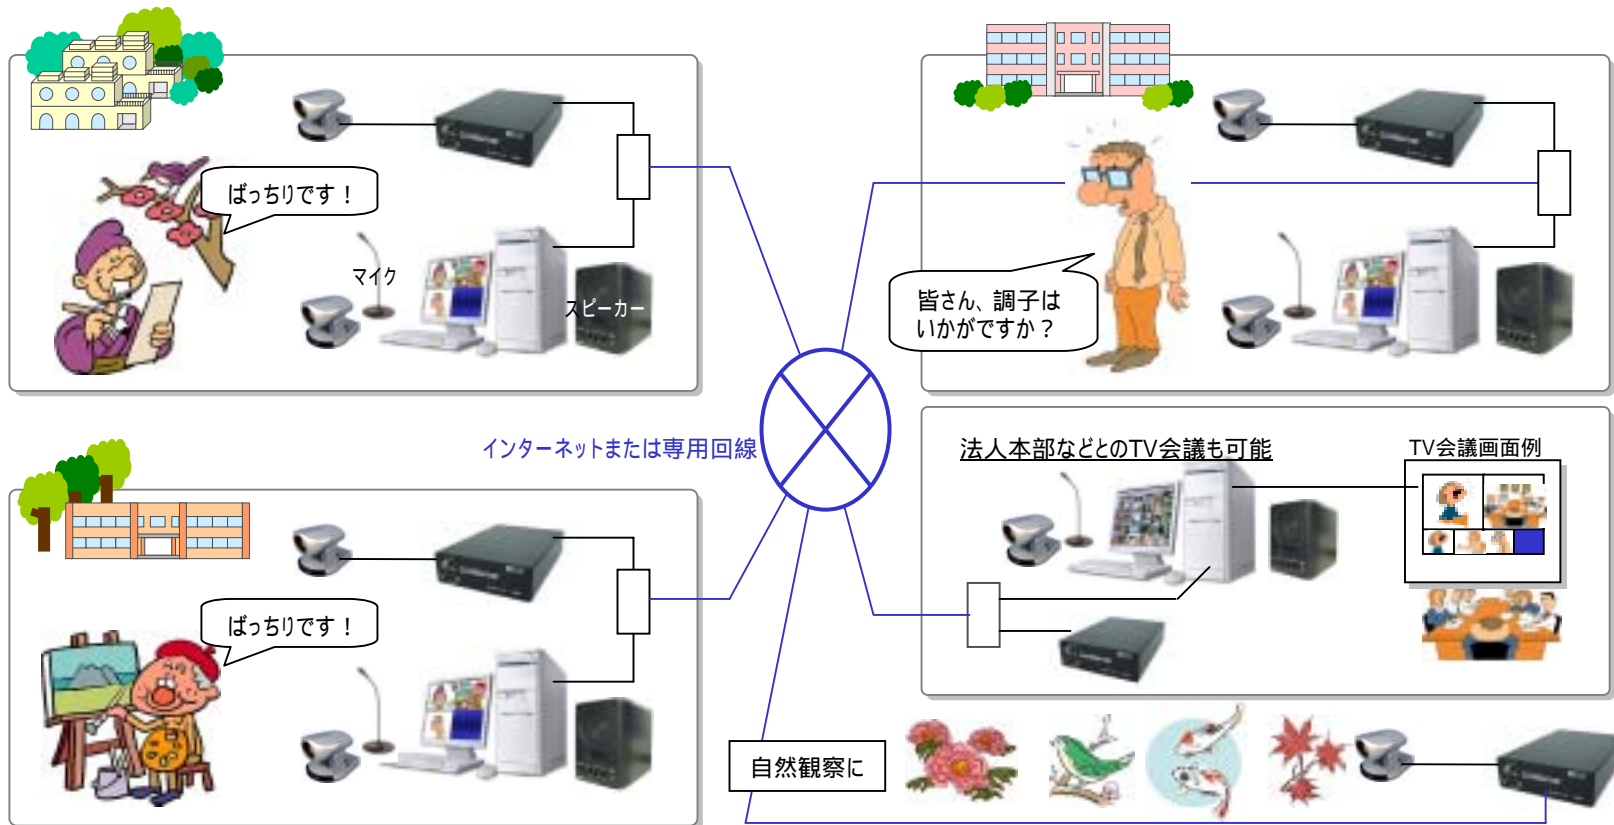 ばっちりです！
マイク
スピーカー
皆さん、調子は
いかがですか？
インターネットまたは専用回線
法人本部などとのTV会議も可能
TV会議画面例
ばっちりです！
自然観察に